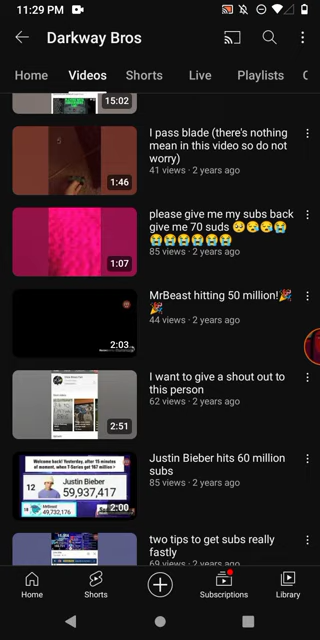 11:29 PM
Darkway Bros
Home Videos Shorts Live Playlists C
15:02
I pass blade (there's nothing
mean in this video so do not
worry)
41 views · 2 years ago
1:46
please give me my subs back
give me 70 suds 🥺😪😪😭
😭😭😭😭😭😭
85 views · 2 years ago
1:07
MrBeast hitting 50 million!🎉
🎉
44 views · 2 years ago
2:03
I want to give a shout out to
this person
62 views · 2 years ago
2:51
Justin Bieber hits 60 million
subs
85 views · 2 years ago
Welcome back! Yesterday, after 15 minutes
of moment, when T-Series get 167 million +
12
Justin Bieber
59,937,417
MrBeast
49,732,176
2:00
two tips to get subs really
fastly
69 views · 2 years ago
Home Shorts Subscriptions Library